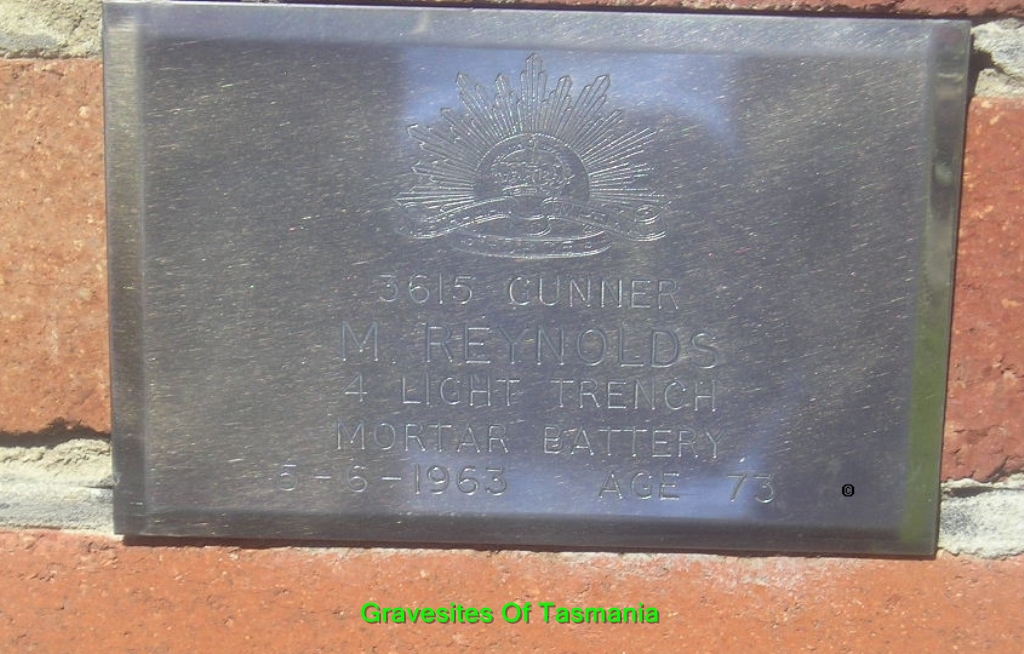 3615 GUNNER
M. REYNOLDS
4 LIGHT TRENCH
MORTAR BATTERY
5-6-1963 AGE 73
©
Gravesites Of Tasmania